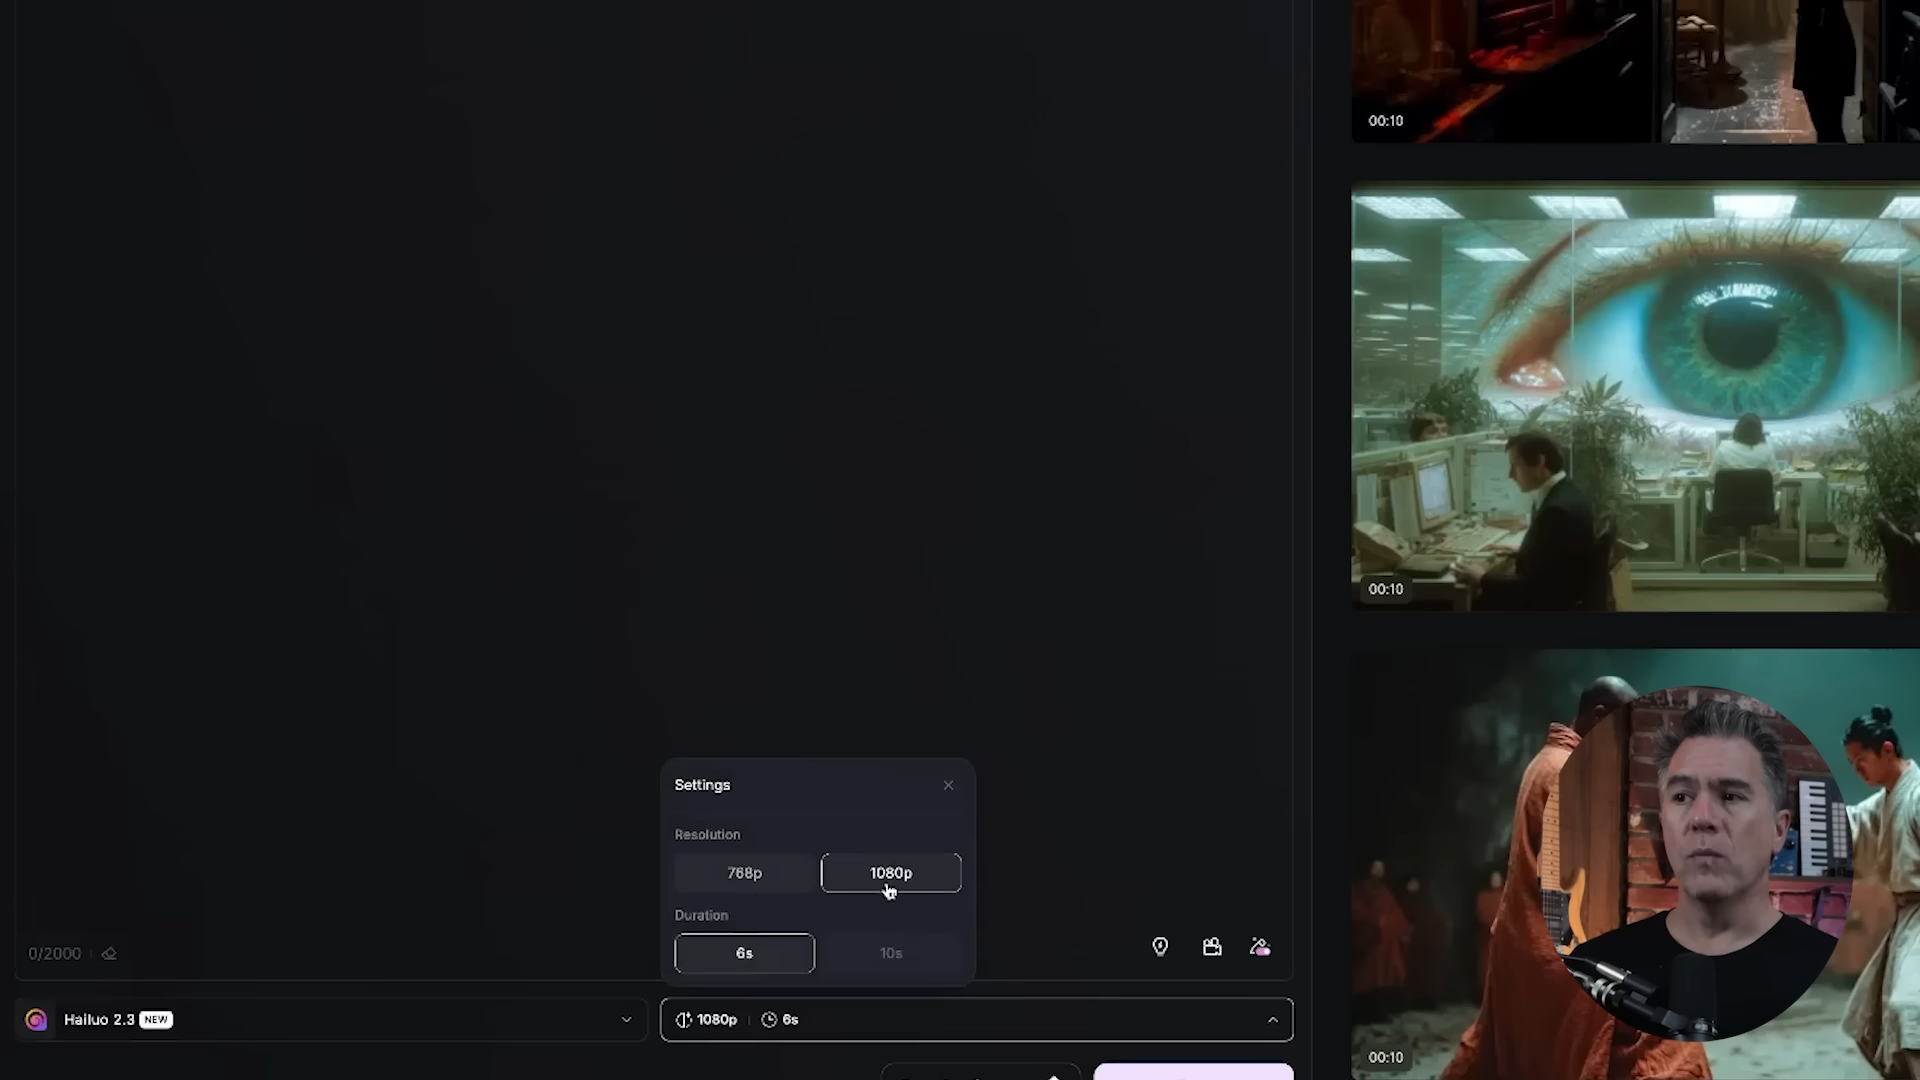 00:10
00:10
Settings
Resolution
768p 1080p
Duration
6s 10s
0/2000
Hailuo 2.3 NEW
1080p 6s
00:10